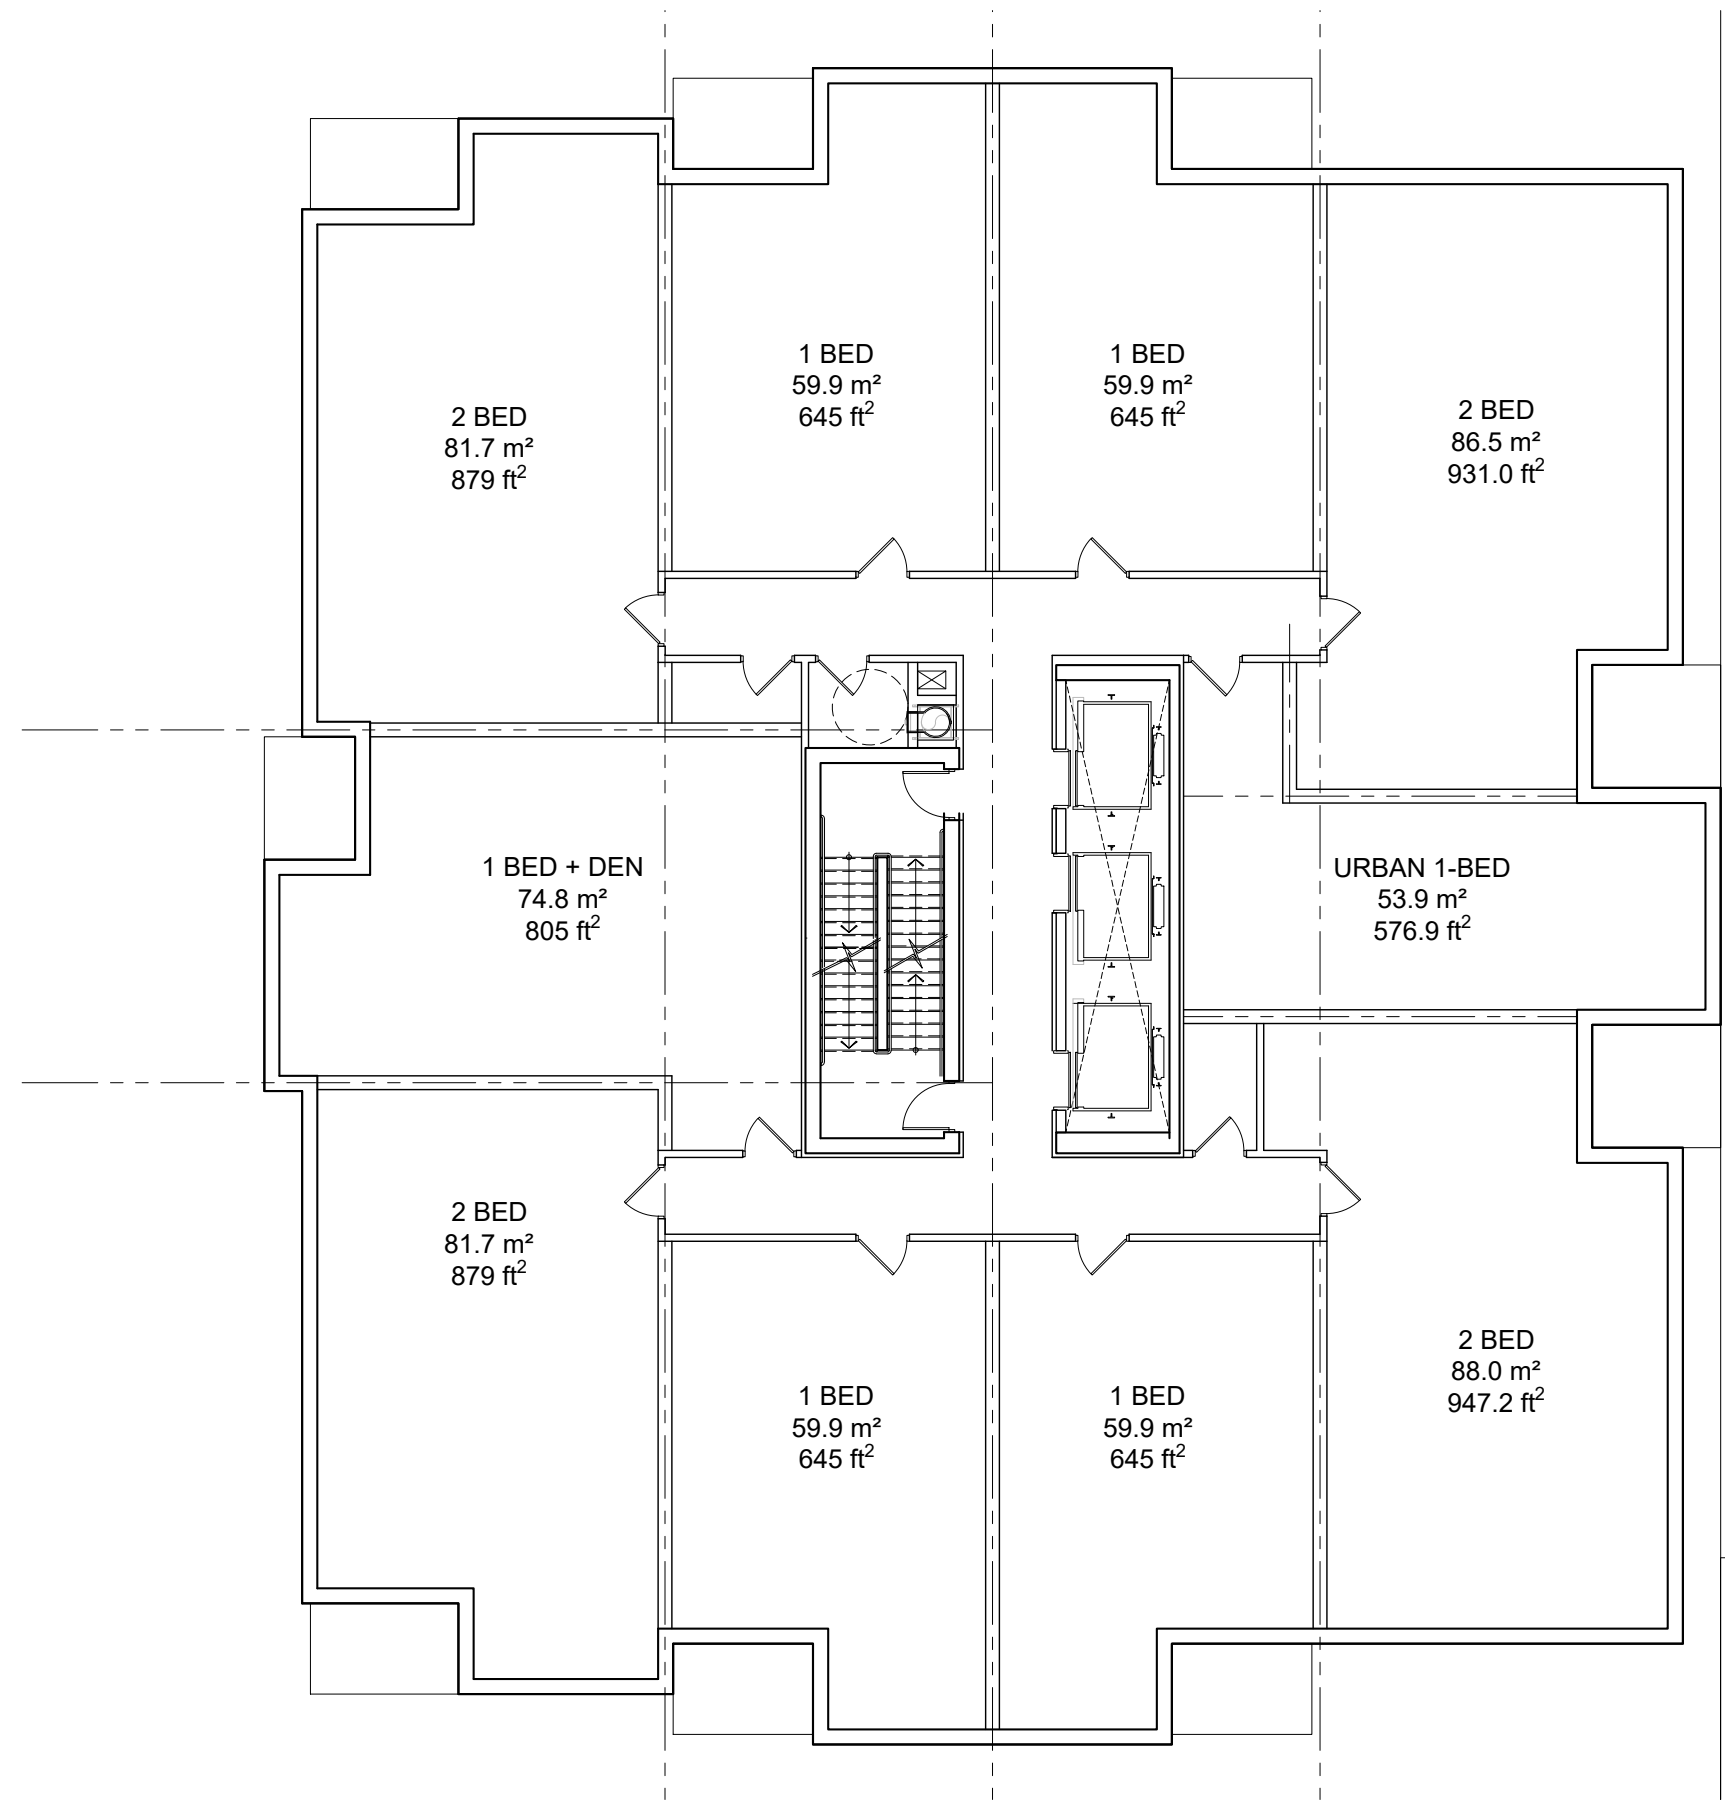 1 BED
59.9 m²
645 ft²
1 BED
59.9 m²
645 ft²
2 BED
81.7 m²
879 ft²
2 BED
86.5 m²
931.0 ft²
1 BED + DEN
74.8 m²
805 ft²
URBAN 1-BED
53.9 m²
576.9 ft²
2 BED
81.7 m²
879 ft²
2 BED
88.0 m²
947.2 ft²
1 BED
59.9 m²
645 ft²
1 BED
59.9 m²
645 ft²